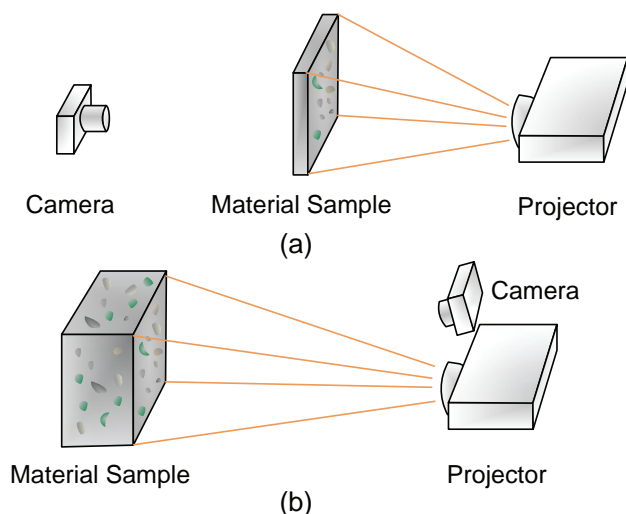 Camera
Material Sample
Projector
(a)
Camera
Material Sample
Projector
(b)